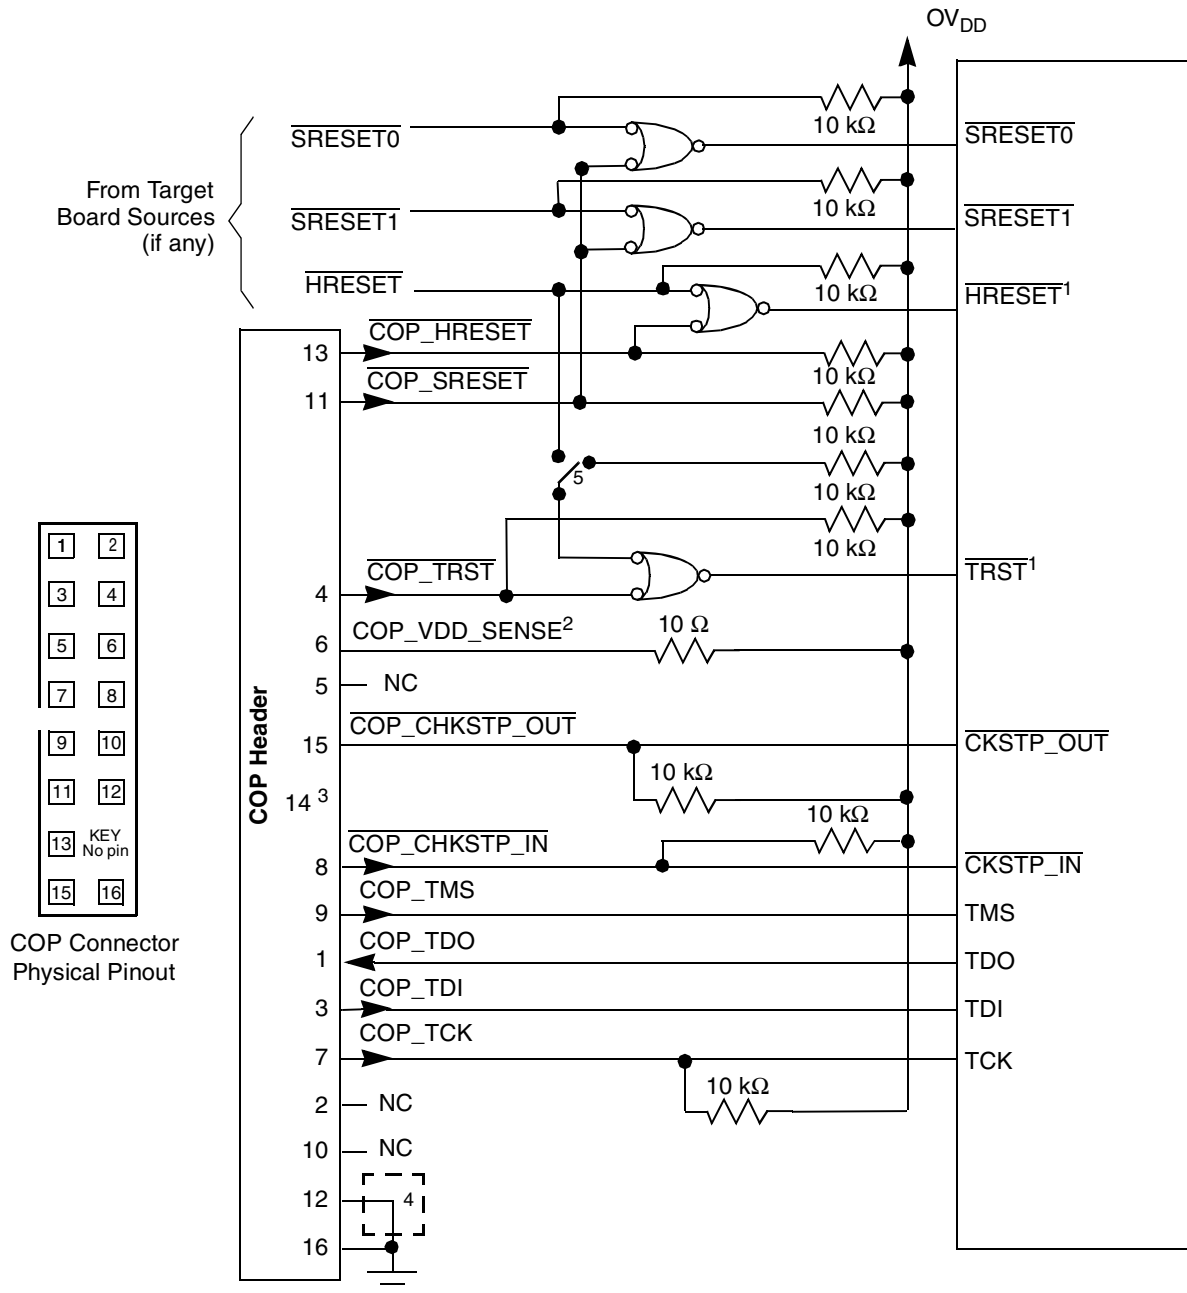 OVDD
10 kΩ
SRESET0
SRESET0
From Target
Board Sources
(if any)
10 kΩ
SRESET1
SRESET1
HRESET
10 kΩ
HRESET1
13
COP_HRESET
10 kΩ
11
COP_SRESET
10 kΩ
5
10 kΩ
10 kΩ
4
COP_TRST
TRST1
6
COP_VDD_SENSE2
10 Ω
5
NC
15
COP_CHKSTP_OUT
CKSTP_OUT
10 kΩ
14 3
10 kΩ
8
COP_CHKSTP_IN
CKSTP_IN
9
COP_TMS
TMS
1
COP_TDO
TDO
3
COP_TDI
TDI
7
COP_TCK
TCK
10 kΩ
2
NC
10
NC
12
4
16
COP Header
1 2
3 4
5 6
7 8
9 10
11 12
13 KEY
No pin
15 16
COP Connector
Physical Pinout